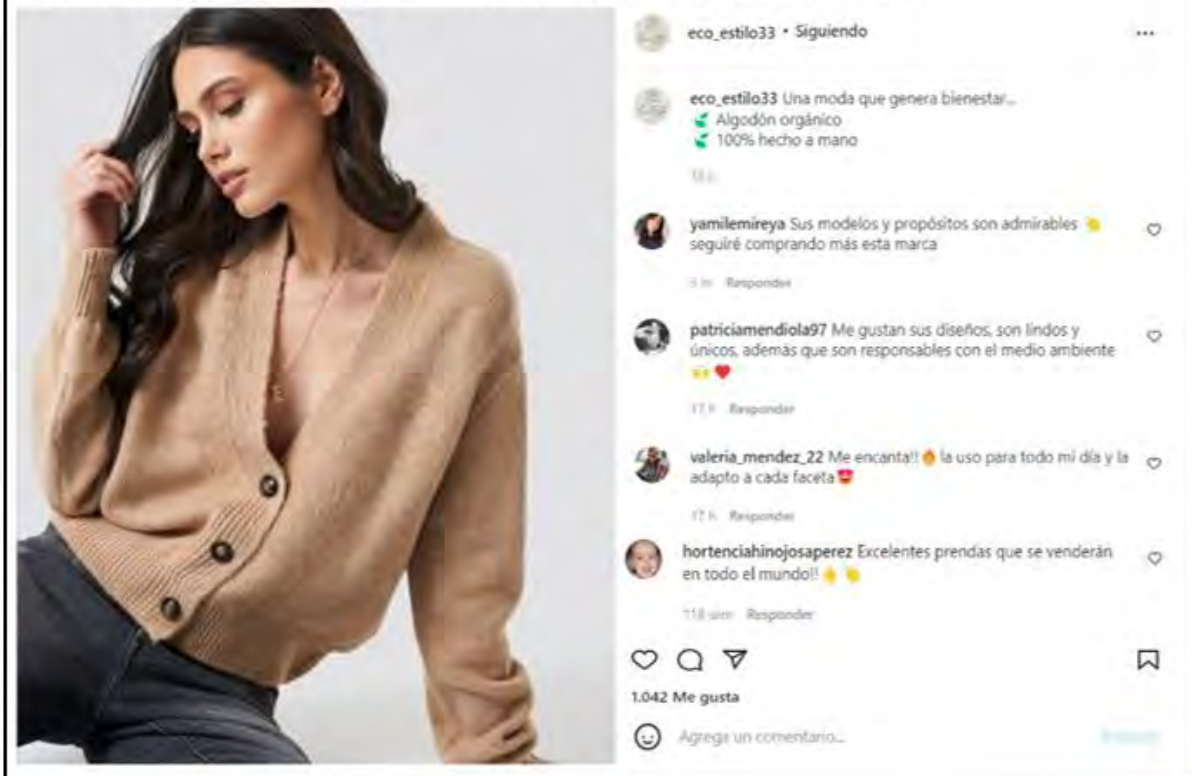 eco_estilo33 • Siguiendo
eco_estilo33 Una moda que genera bienestar...
Algodón orgánico
100% hecho a mano
yamilemireya Sus modelos y propósitos son admirables
seguiré comprando más esta marca
Responder
patriciamendiola97 Me gustan sus diseños, son lindos y
únicos, además que son responsables con el medio ambiente
17 h Responder
valeria_mendez_22 Me encanta!! la uso para todo mi día y la
adapto a cada faceta
17 h Responder
hortenciahinojosaperez Excelentes prendas que se venderán
en todo el mundo!!
118 sem Responder
1.042 Me gusta
Agrega un comentario...